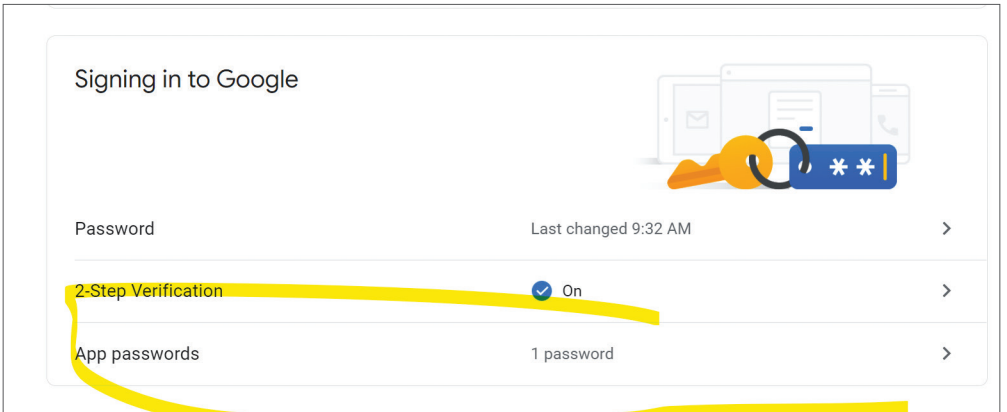 Signing in to Google
* *
Password Last changed 9:32 AM
2-Step Verification On
App passwords 1 password